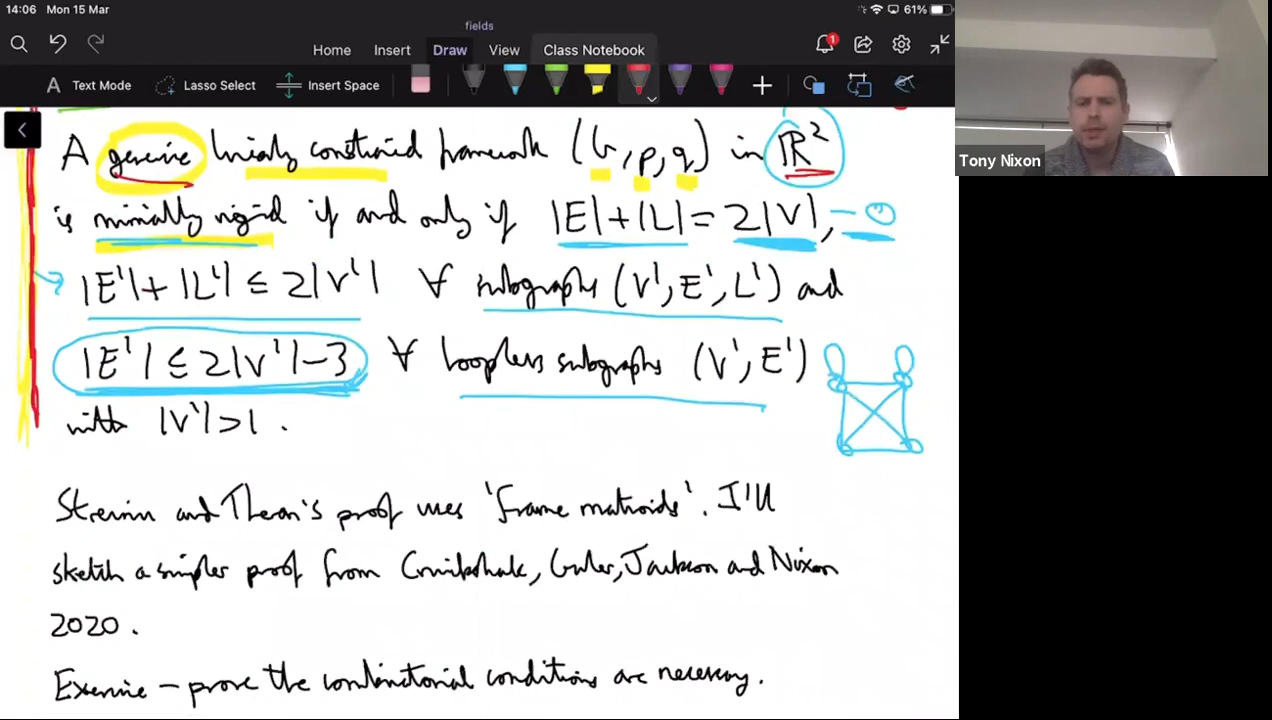 14:06 Mon 15 Mar
61%
fields
Home Insert Draw View Class Notebook
1
Text Mode Lasso Select Insert Space
A generic linearly constrained framework (G, p, q) in ℝ²
is minimally rigid if and only if |E|+|L| = 2|V|, -0
|E'|+|L'| ≤ 2|V'| ∀ subgraphs (V', E', L') and
|E'| ≤ 2|V'|-3 ∀ loopless subgraphs (V', E')
with |V'|>1.
Streinu and Theran's proof uses 'frame matroids'. I'll
sketch a simpler proof from Cruikshank, Guler, Jackson and Nixon
2020.
Exercise - prove the combinatorial conditions are necessary.
Tony Nixon